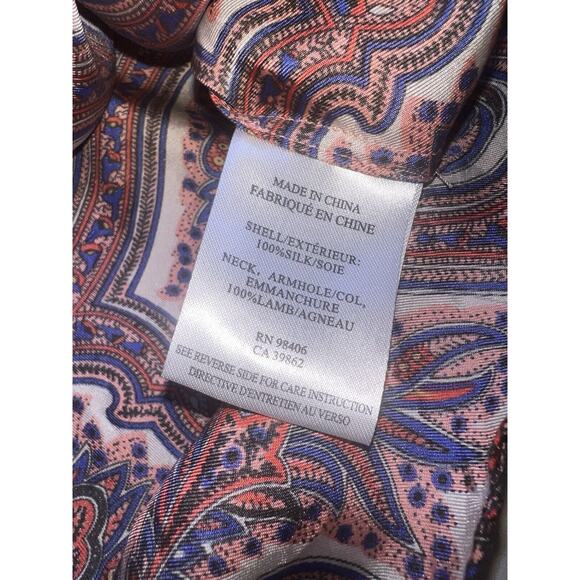 MADE IN CHINA
FABRIQUÉ EN CHINE
SHELL/EXTÉRIEUR:
100%SILK/SOIE
NECK, ARMHOLE/COL,
EMMANCHURE
100%LAMB/AGNEAU
RN 98406
CA 39862
SEE REVERSE SIDE FOR CARE INSTRUCTION
DIRECTIVE D'ENTRETIEN AU VERSO